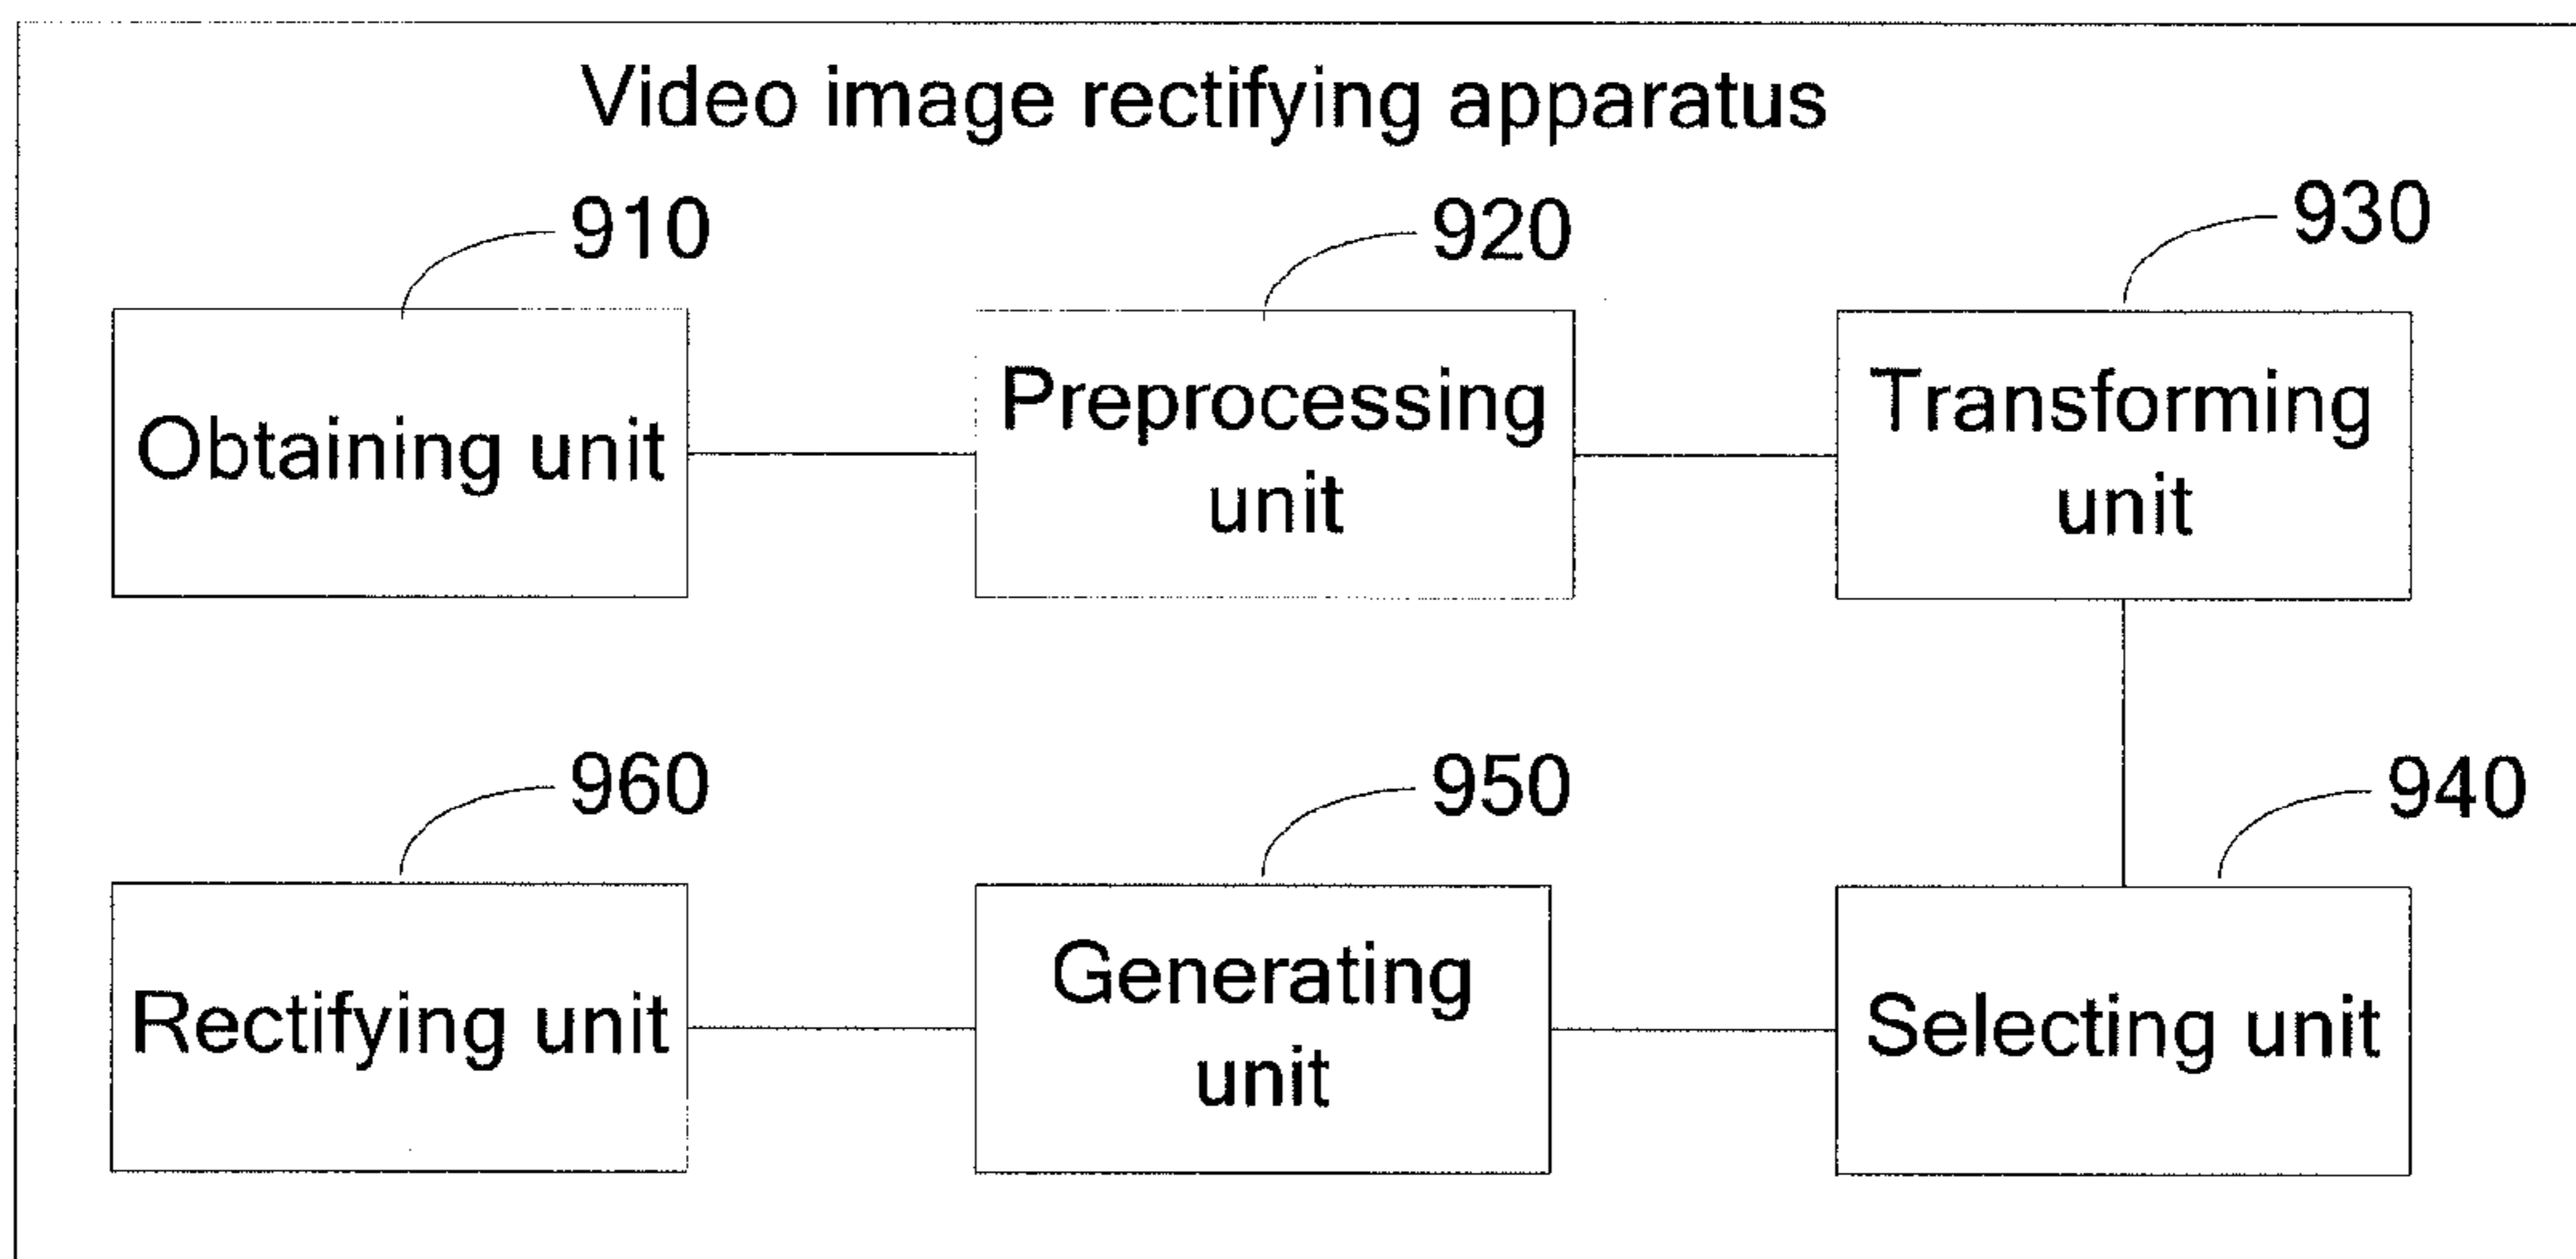 Video image rectifying apparatus
910
920
930
Obtaining unit
Preprocessing
unit
Transforming
unit
960
950
940
Rectifying unit
Generating
unit
Selecting unit